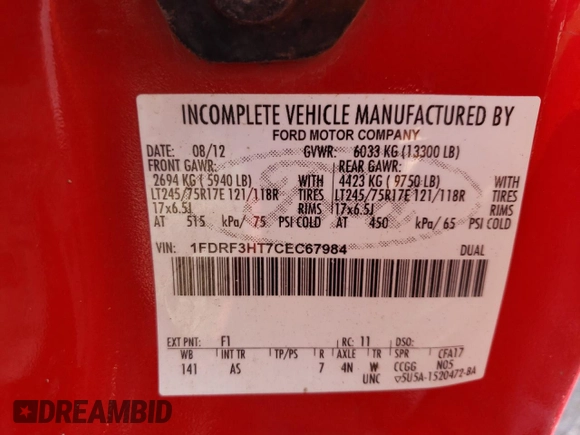 INCOMPLETE VEHICLE MANUFACTURED BY
FORD MOTOR COMPANY
DATE: 08/12 GVWR: 6033 KG (13300 LB)
FRONT GAWR: REAR GAWR:
2694 KG ( 5940 LB) WITH 4423 KG ( 9750 LB) WITH
LT245/75R17E 121/118R TIRES LT245/75R17E 121/118R TIRES
17x6.5J RIMS 17x6.5J RIMS
AT 515 kPa/ 75 PSI COLD AT 450 kPa/ 65 PSI COLD
VIN: 1FDRF3HT7CEC67984 DUAL
EXT PNT: F1 RC: 11 DSO:
WB INT TR TP/PS R AXLE TR SPR CFA17
141 AS 7 4N W CCGG N05
UNC ▽5U5A-1520472-BA
DREAMBID